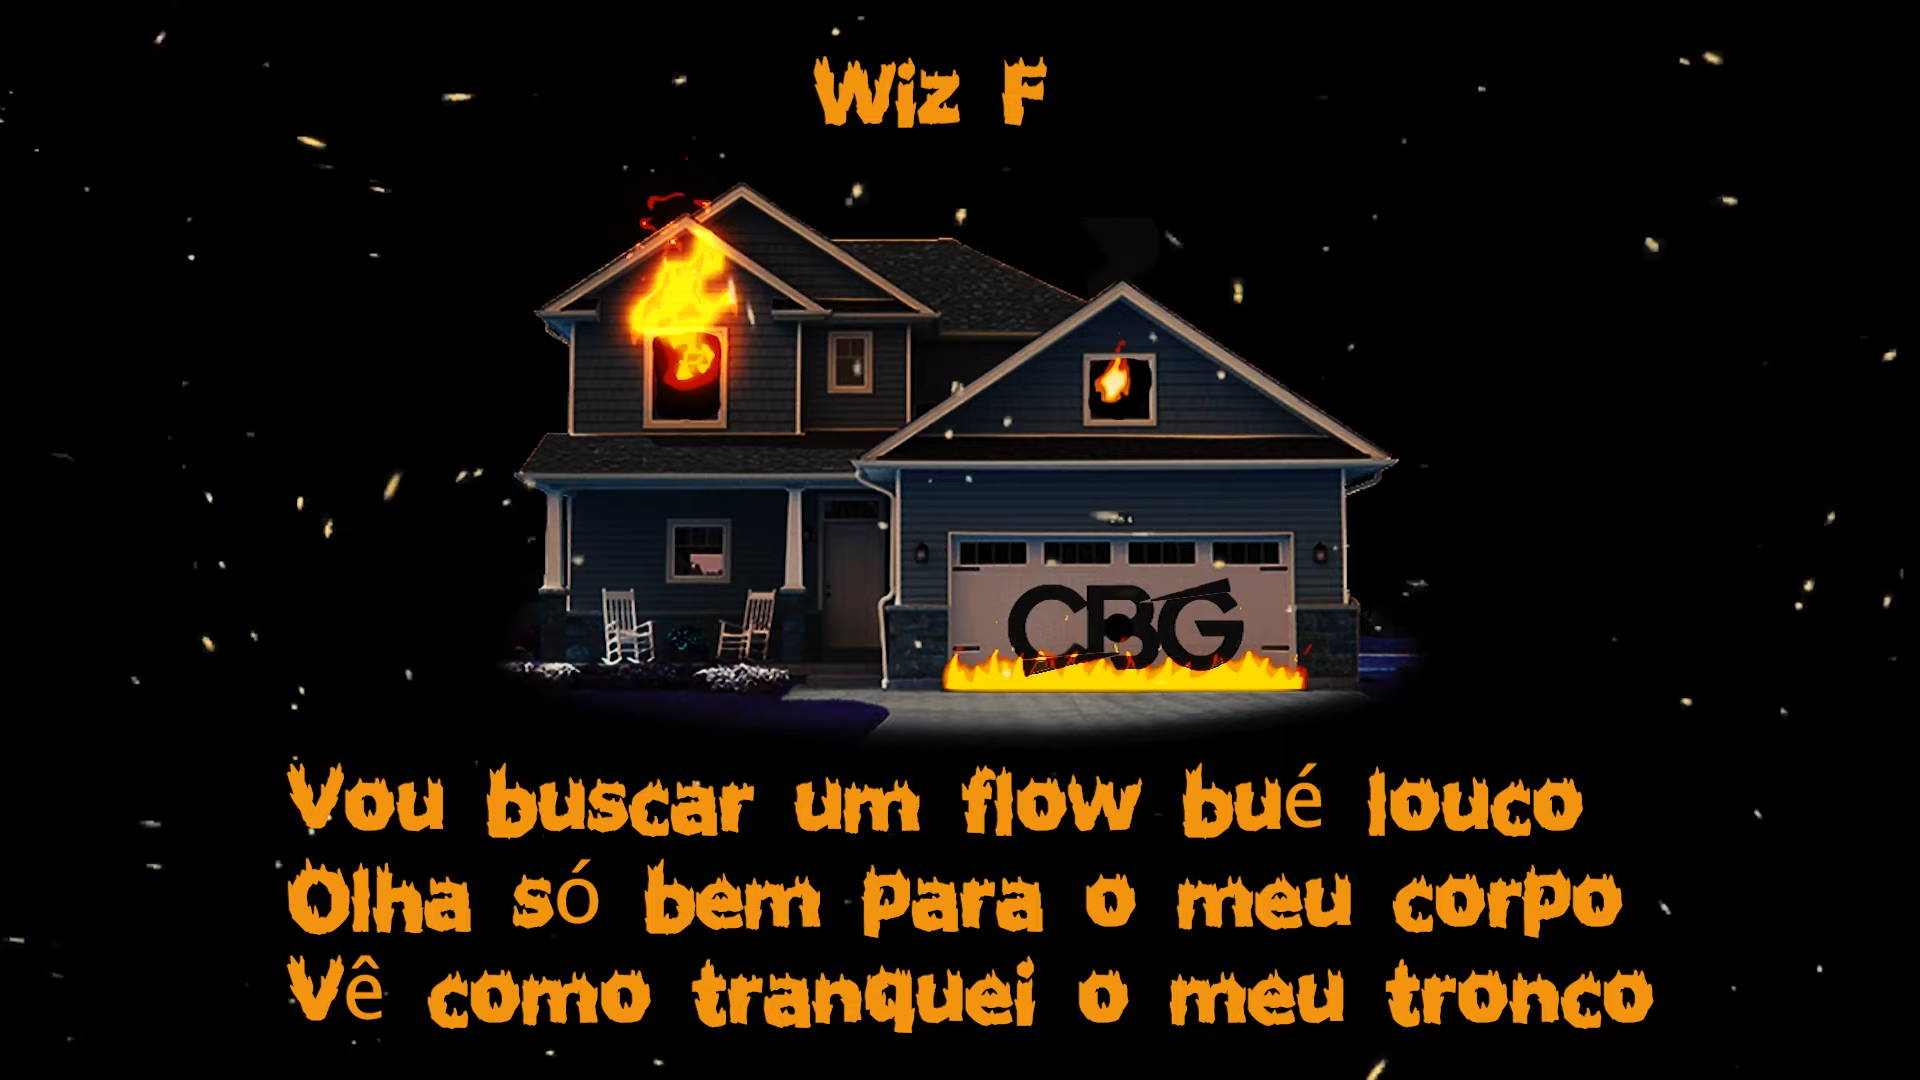 Wiz F
CBG
Vou buscar um flow bué louco
Olha só bem para o meu corpo
Vê como tranquei o meu tronco